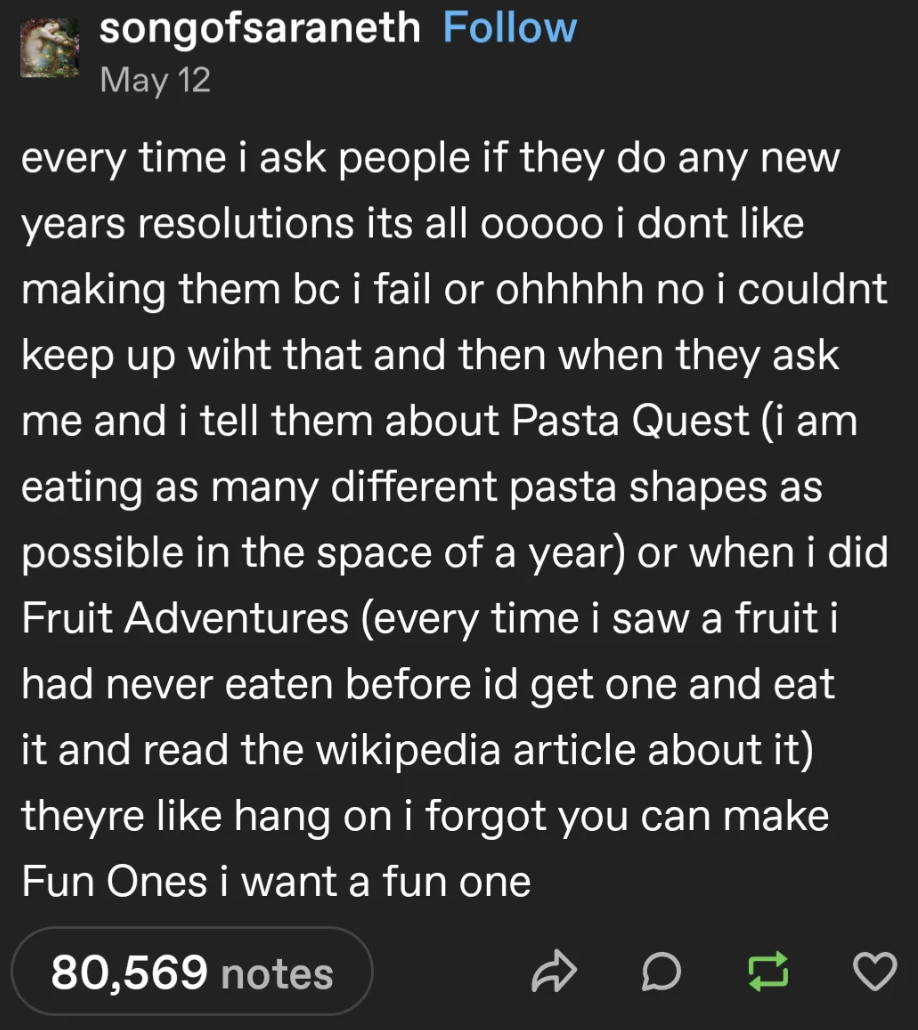 songofsaraneth Follow
May 12
every time i ask people if they do any new
years resolutions its all ooooo i dont like
making them bc i fail or ohhhhh no i couldnt
keep up wiht that and then when they ask
me and i tell them about Pasta Quest (i am
eating as many different pasta shapes as
possible in the space of a year) or when i did
Fruit Adventures (every time i saw a fruit i
had never eaten before id get one and eat
it and read the wikipedia article about it)
theyre like hang on i forgot you can make
Fun Ones i want a fun one
80,569 notes